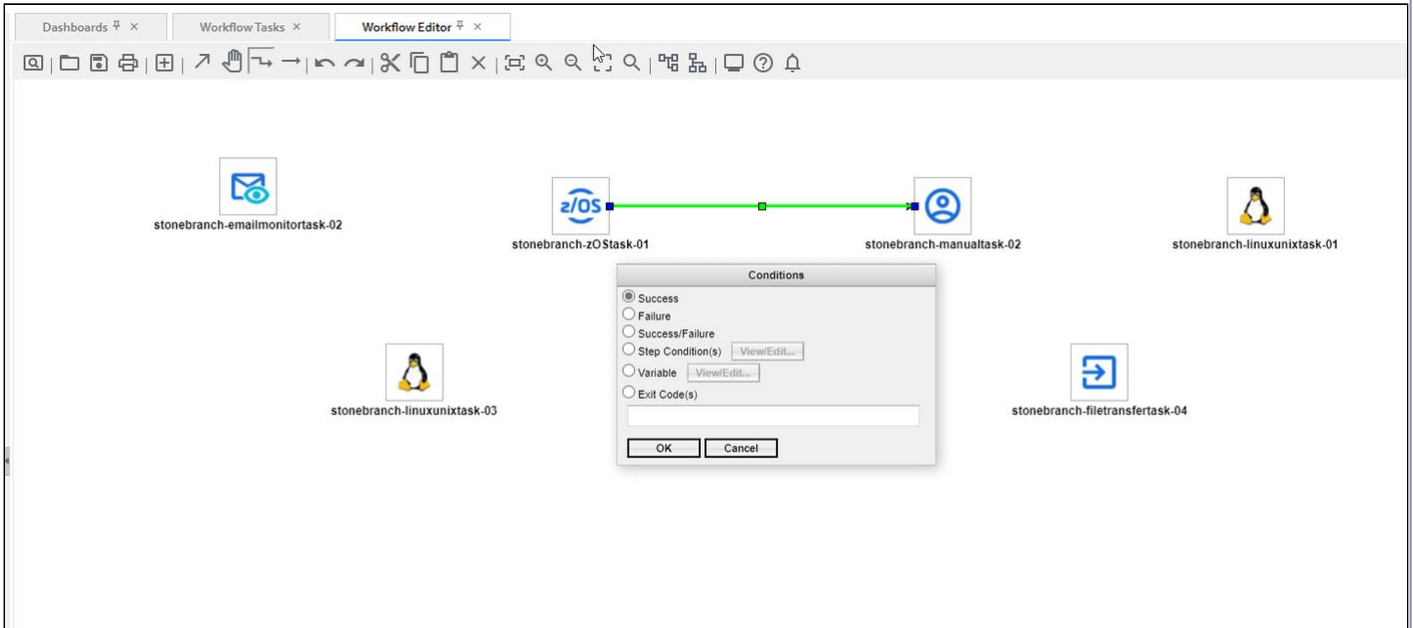 Dashboards
Workflow Tasks
Workflow Editor
stonebranch-emailmonitortask-02
z/OS
stonebranch-zOStask-01
stonebranch-manualtask-02
stonebranch-linuxunixtask-01
Conditions
Success
Failure
Success/Failure
Step Condition(s) View/Edit...
Variable View/Edit...
Exit Code(s)
OK Cancel
stonebranch-linuxunixtask-03
stonebranch-filetransfertask-04